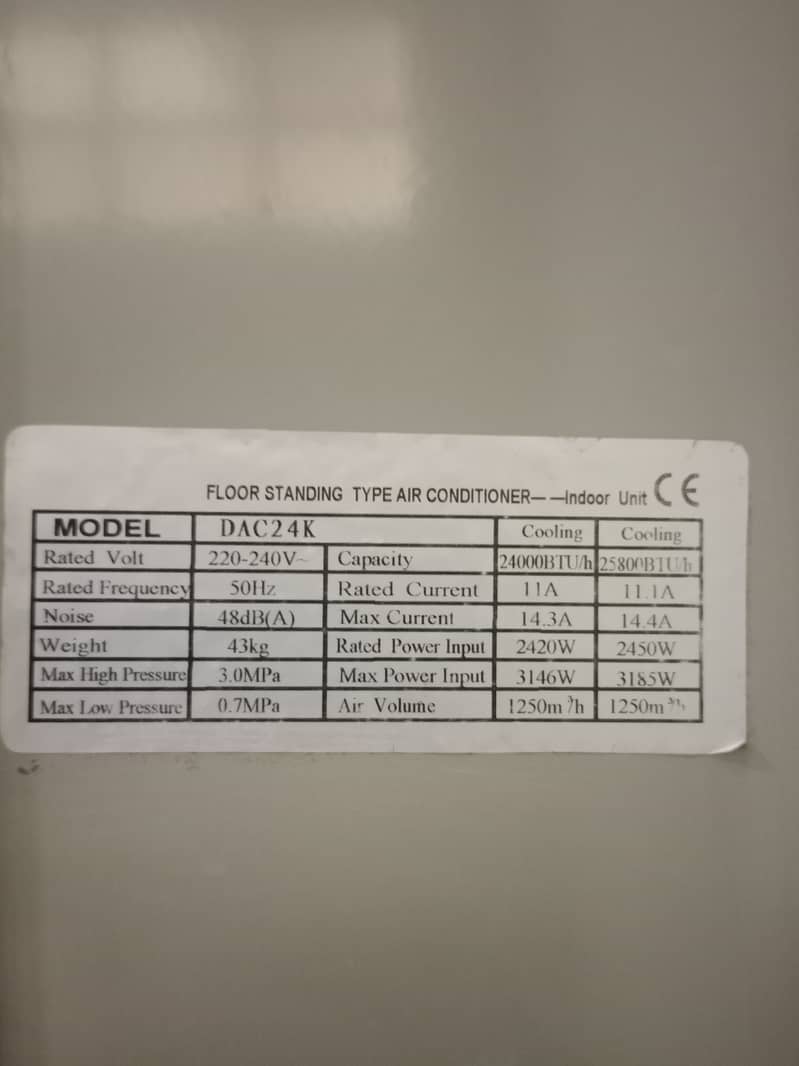 FLOOR STANDING TYPE AIR CONDITIONER— —Indoor Unit CE
MODEL DAC24K Cooling Cooling
Rated Volt 220-240V~ Capacity 24000BTU/h 25800BTU/h
Rated Frequency 50Hz Rated Current 11A 11.1A
Noise 48dB(A) Max Current 14.3A 14.4A
Weight 43kg Rated Power Input 2420W 2450W
Max High Pressure 3.0MPa Max Power Input 3146W 3185W
Max Low Pressure 0.7MPa Air Volume 1250m³/h 1250m³/h